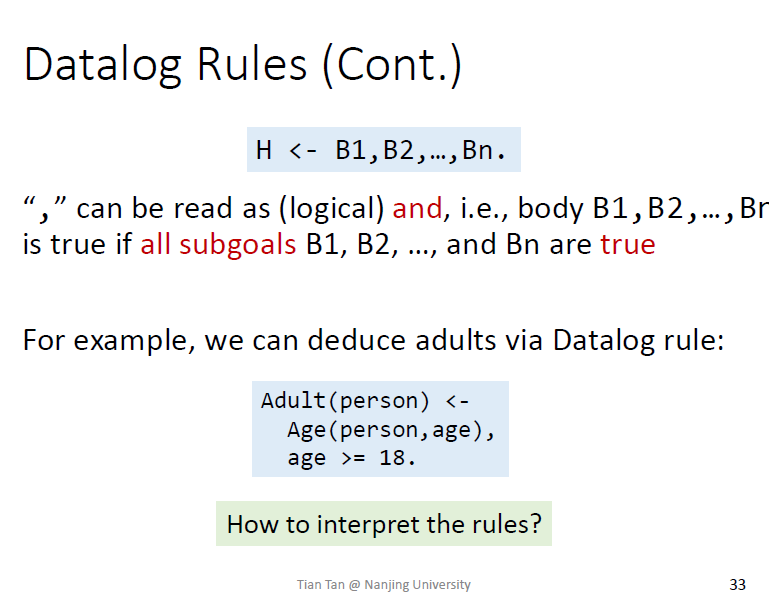 Datalog Rules (Cont.)
H <- B1,B2,…,Bn.
“,” can be read as (logical) and, i.e., body B1,B2,…,Bn
is true if all subgoals B1, B2, …, and Bn are true
For example, we can deduce adults via Datalog rule:
Adult(person) <-
Age(person,age),
age >= 18.
How to interpret the rules?
Tian Tan @ Nanjing University
33